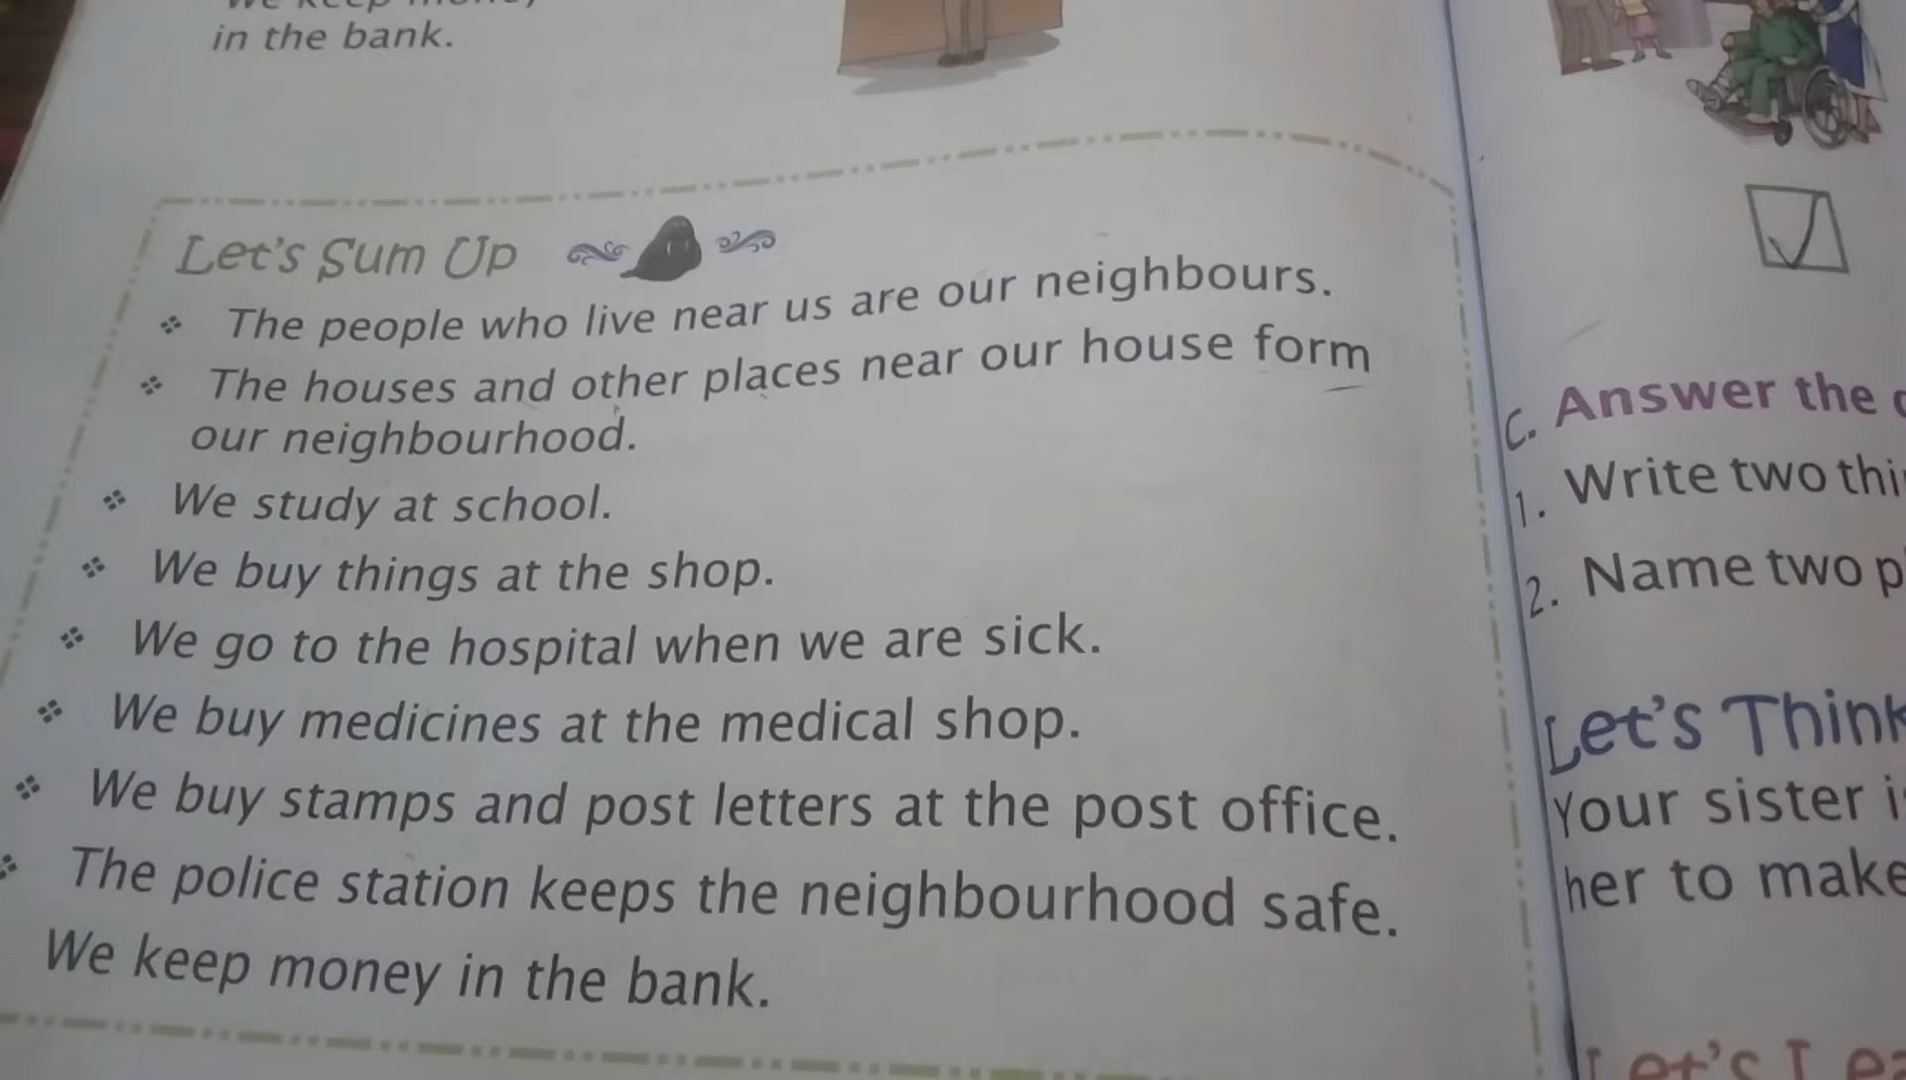 in the bank.
Let's Sum Up
The people who live near us are our neighbours.
The houses and other places near our house form
our neighbourhood.
We study at school.
We buy things at the shop.
We go to the hospital when we are sick.
We buy medicines at the medical shop.
We buy stamps and post letters at the post office.
The police station keeps the neighbourhood safe.
We keep money in the bank.
C. Answer the
1. Write two
2. Name two
Let's Think
Your sister
her to make
Let's